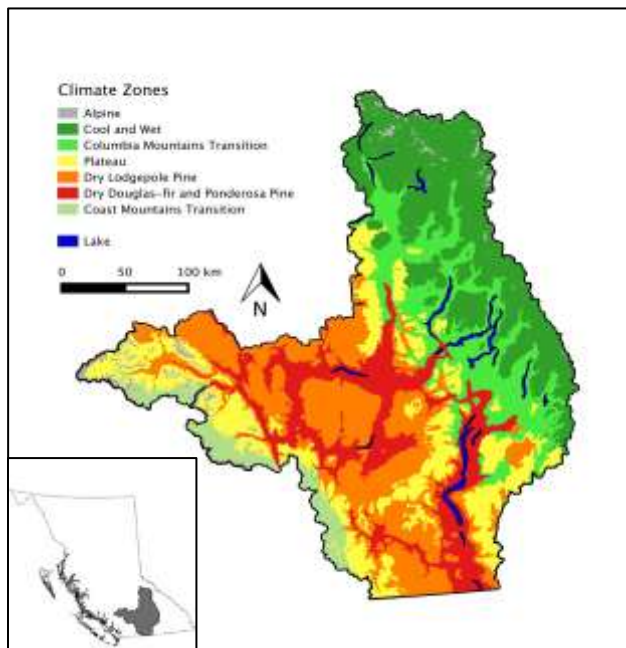 Climate Zones
Alpine
Cool and Wet
Columbia Mountains Transition
Plateau
Dry Lodgepole Pine
Dry Douglas-fir and Ponderosa Pine
Coast Mountains Transition
Lake
0 50 100 km
N